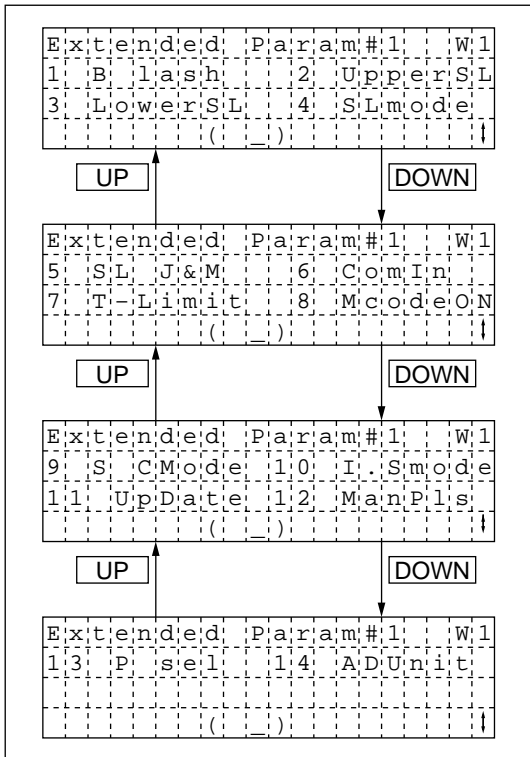 Extended Param#1 W1
1 B lash 2 UpperSL
3 LowerSL 4 SLmode
( _ ) ↕
UP DOWN
Extended Param#1 W1
5 SL J&M 6 ComIn
7 T-Limit 8 McodeON
( _ ) ↕
UP DOWN
Extended Param#1 W1
9 S CMode 10 I.Smode
11 UpDate 12 ManPls
( _ ) ↕
UP DOWN
Extended Param#1 W1
13 P sel 14 ADUnit
( _ ) ↕